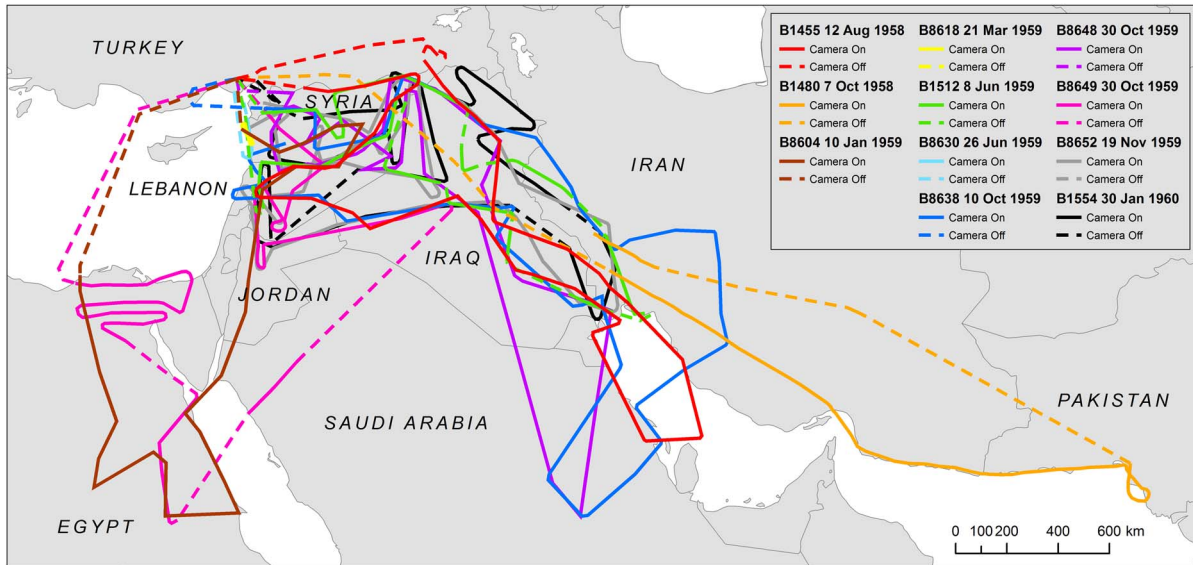 TURKEY
SYRIA
LEBANON
IRAN
IRAQ
JORDAN
SAUDI ARABIA
EGYPT
PAKISTAN
B1455 12 Aug 1958
Camera On
Camera Off
B1480 7 Oct 1958
Camera On
Camera Off
B8604 10 Jan 1959
Camera On
Camera Off
B8618 21 Mar 1959
Camera On
Camera Off
B1512 8 Jun 1959
Camera On
Camera Off
B8630 26 Jun 1959
Camera On
Camera Off
B8638 10 Oct 1959
Camera On
Camera Off
B8648 30 Oct 1959
Camera On
Camera Off
B8649 30 Oct 1959
Camera On
Camera Off
B8652 19 Nov 1959
Camera On
Camera Off
B1554 30 Jan 1960
Camera On
Camera Off
0 100 200 400 600 km